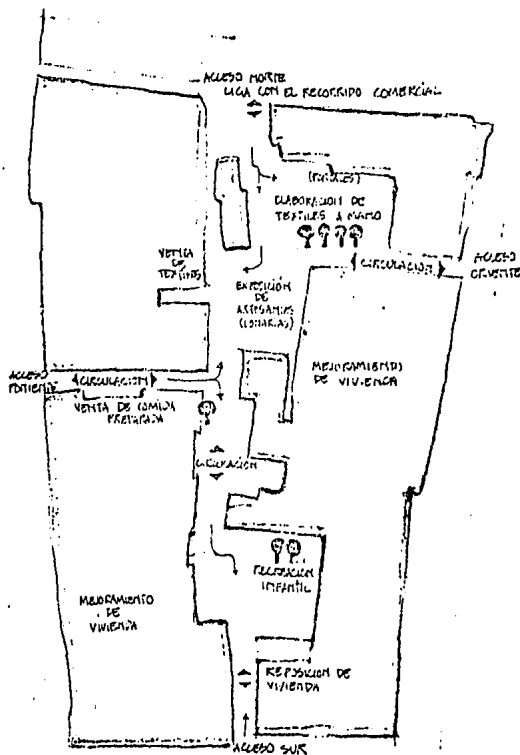 ACCESO NORTE
LIGA CON EL RECORRIDO COMERCIAL
ELABORACION DE
TEXTILES A MANO
VENTA
DE
TEXTILES
EXPOSICIÓN
DE
ARTESANIAS
(LONARIAS)
CIRCULACION
ACCESO
ORIENTE
MEJORAMIENTO
DE VIVIENDA
ACCESO
PONIENTE
CIRCULACION
VENTA DE COMIDA
PREPARADA
CIRCULACION
RECREACION
INFANTIL
MEJORAMIENTO
DE
VIVIENDA
REPOSICION DE
VIVIENDA
ACCESO SUR